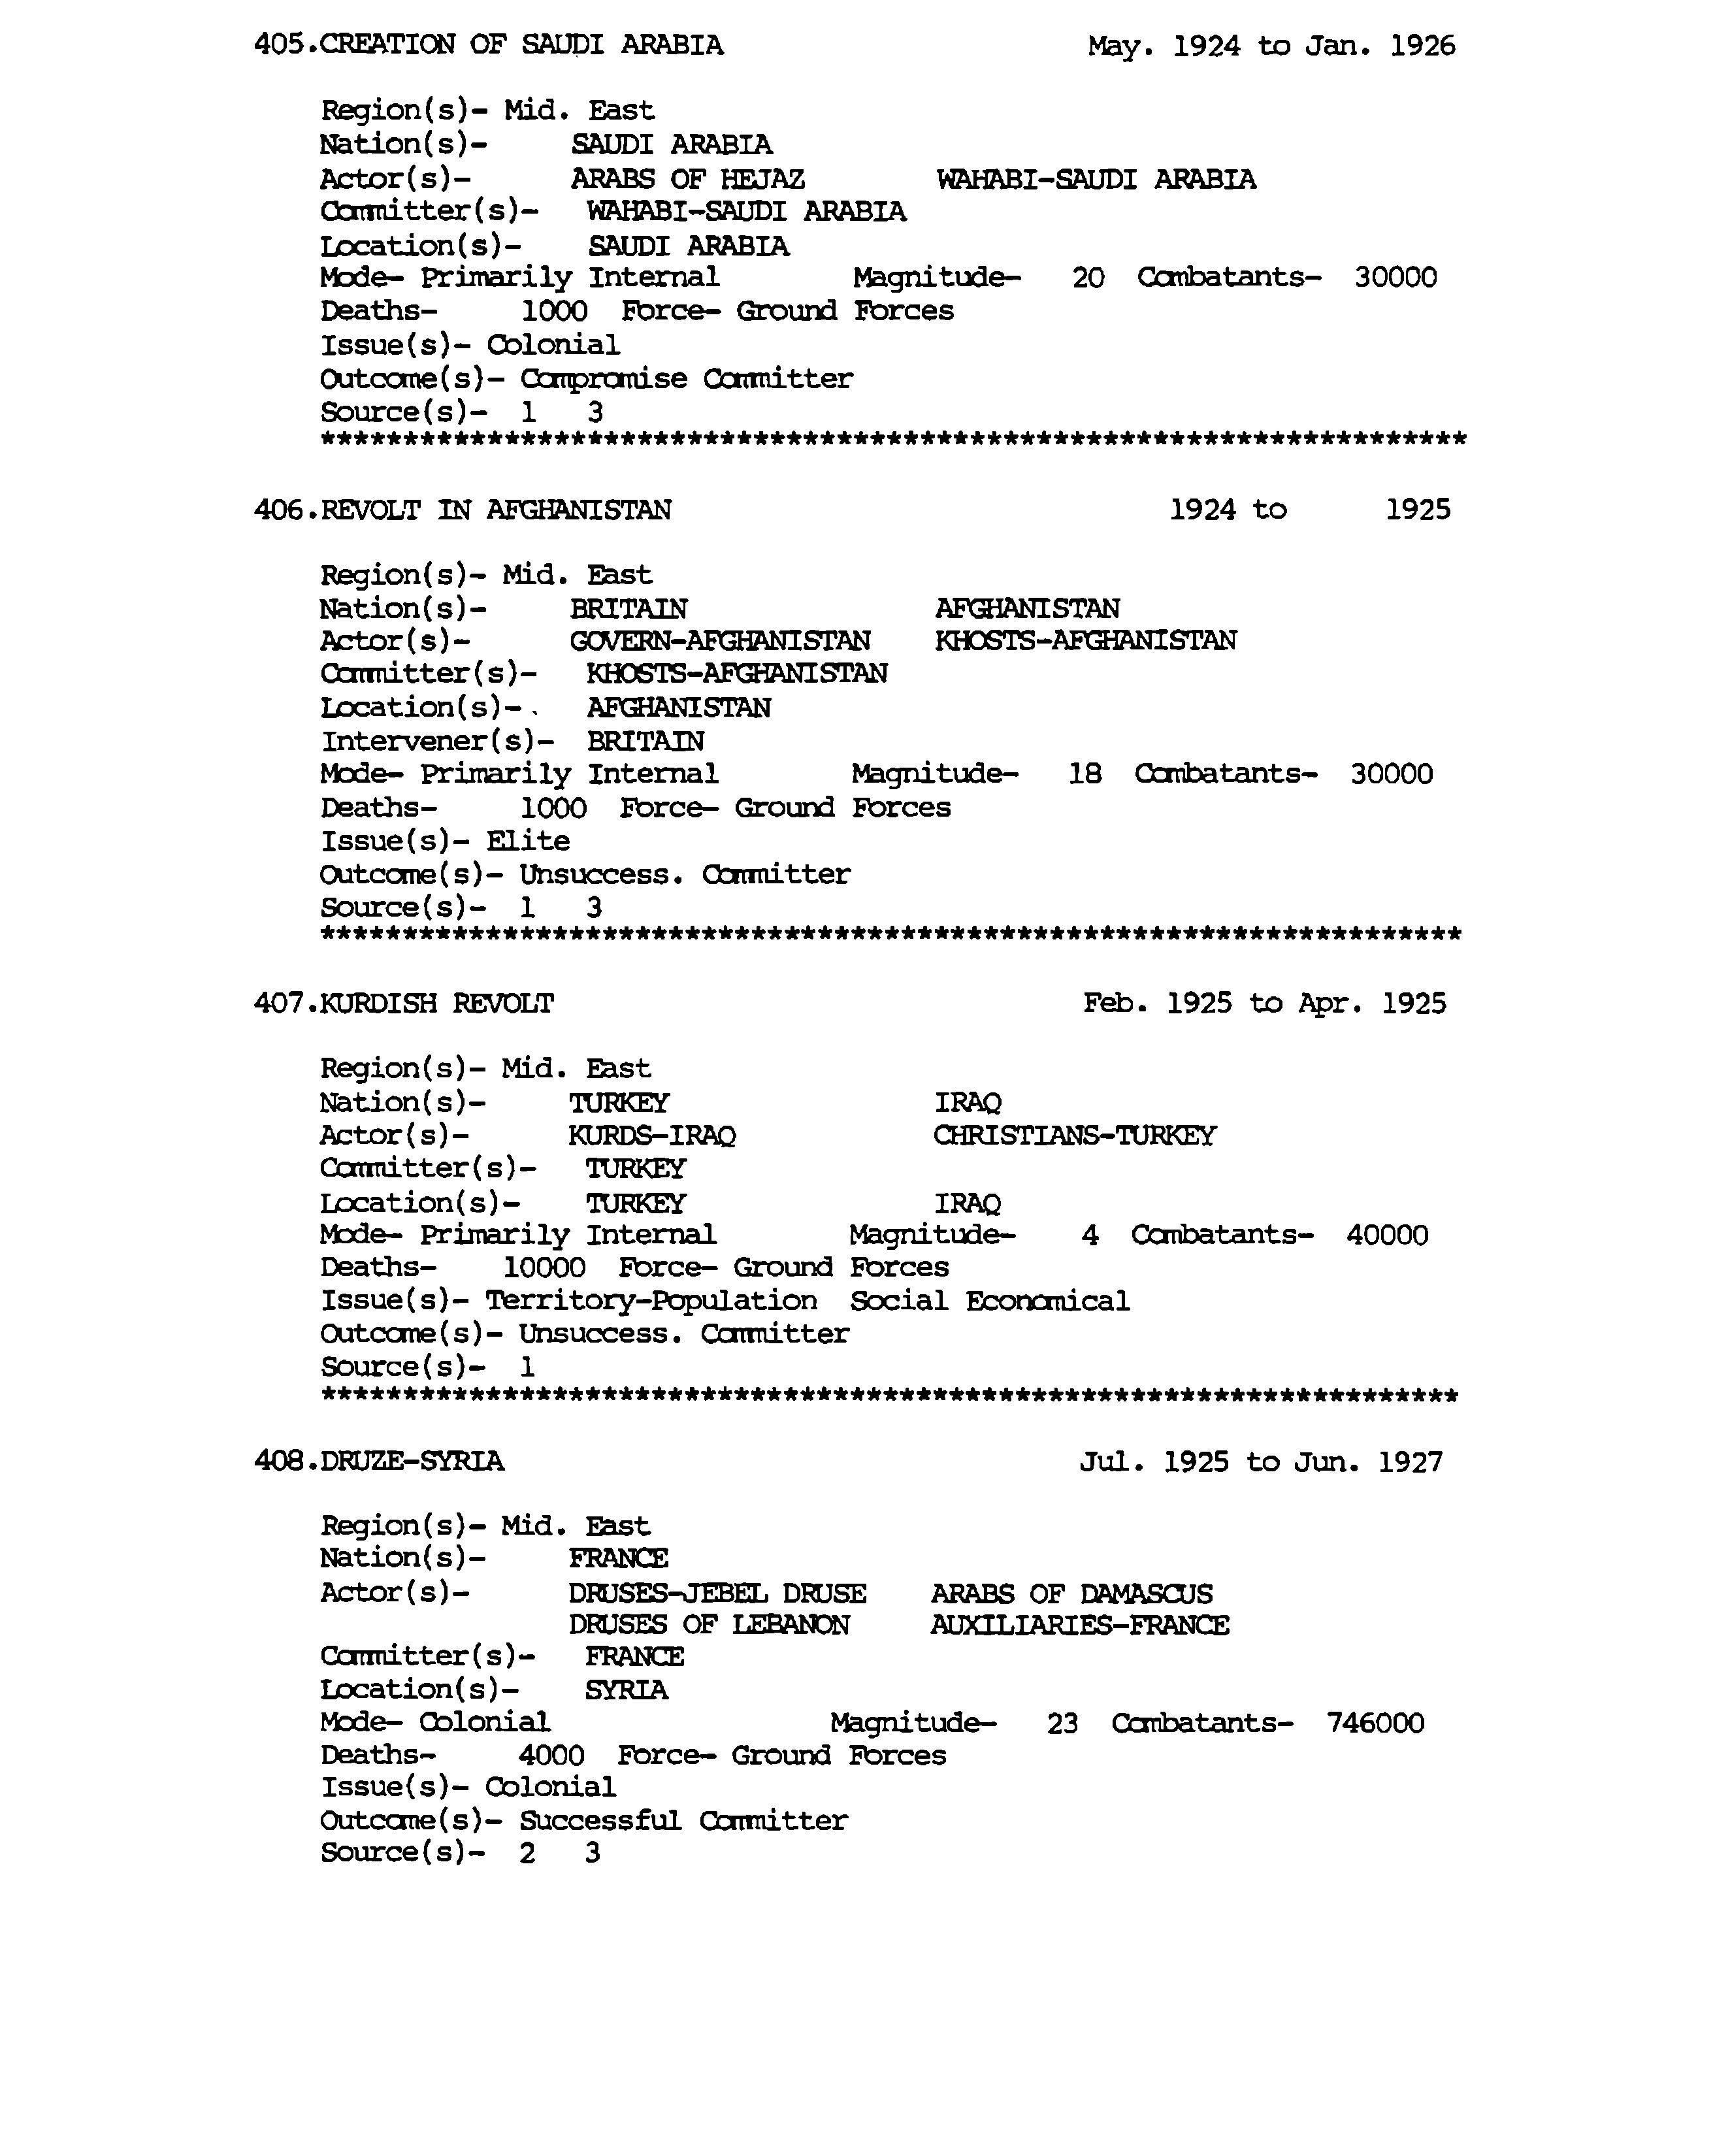 405.CREATION OF SAUDI ARABIA May. 1924 to Jan. 1926
Region(s)- Mid. East
Nation(s)- SAUDI ARABIA
Actor(s)- ARABS OF HEJAZ WAHABI-SAUDI ARABIA
Committer(s)- WAHABI-SAUDI ARABIA
Location(s)- SAUDI ARABIA
Mode- Primarily Internal Magnitude- 20 Combatants- 30000
Deaths- 1000 Force- Ground Forces
Issue(s)- Colonial
Outcome(s)- Compromise Committer
Source(s)- 1 3
*********************************************************************
406.REVOLT IN AFGHANISTAN 1924 to 1925
Region(s)- Mid. East
Nation(s)- BRITAIN AFGHANISTAN
Actor(s)- GOVERN-AFGHANISTAN KHOSTS-AFGHANISTAN
Committer(s)- KHOSTS-AFGHANISTAN
Location(s)- AFGHANISTAN
Intervener(s)- BRITAIN
Mode- Primarily Internal Magnitude- 18 Combatants- 30000
Deaths- 1000 Force- Ground Forces
Issue(s)- Elite
Outcome(s)- Unsuccess. Committer
Source(s)- 1 3
*********************************************************************
407.KURDISH REVOLT Feb. 1925 to Apr. 1925
Region(s)- Mid. East
Nation(s)- TURKEY IRAQ
Actor(s)- KURDS-IRAQ CHRISTIANS-TURKEY
Committer(s)- TURKEY
Location(s)- TURKEY IRAQ
Mode- Primarily Internal Magnitude- 4 Combatants- 40000
Deaths- 10000 Force- Ground Forces
Issue(s)- Territory-Population Social Economical
Outcome(s)- Unsuccess. Committer
Source(s)- 1
*********************************************************************
408.DRUZE-SYRIA Jul. 1925 to Jun. 1927
Region(s)- Mid. East
Nation(s)- FRANCE
Actor(s)- DRUSES-JEBEL DRUSE ARABS OF DAMASCUS
DRUSES OF LEBANON AUXILIARIES-FRANCE
Committer(s)- FRANCE
Location(s)- SYRIA
Mode- Colonial Magnitude- 23 Combatants- 746000
Deaths- 4000 Force- Ground Forces
Issue(s)- Colonial
Outcome(s)- Successful Committer
Source(s)- 2 3